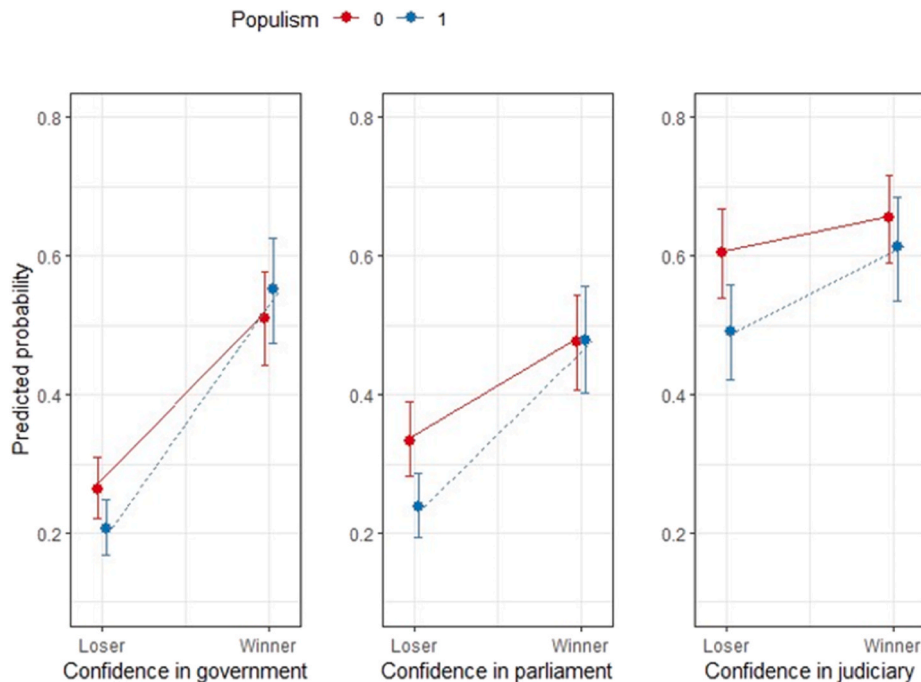 Populism 0 1
Predicted probability
0.8
0.6
0.4
0.2
Loser Winner
Confidence in government
0.8
0.6
0.4
0.2
Loser Winner
Confidence in parliament
0.8
0.6
0.4
0.2
Loser Winner
Confidence in judiciary